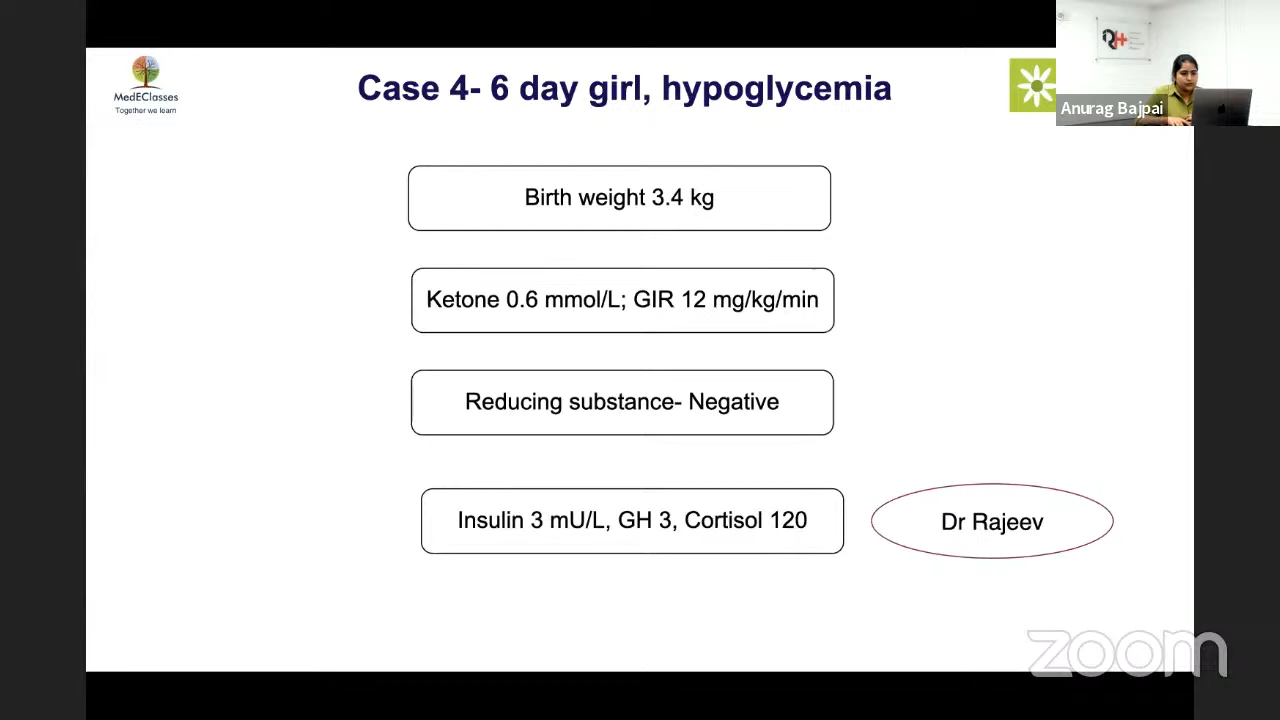 MedEClasses
Together we learn
Case 4- 6 day girl, hypoglycemia
Anurag Bajpai
Birth weight 3.4 kg
Ketone 0.6 mmol/L; GIR 12 mg/kg/min
Reducing substance- Negative
Insulin 3 mU/L, GH 3, Cortisol 120
Dr Rajeev
zoom